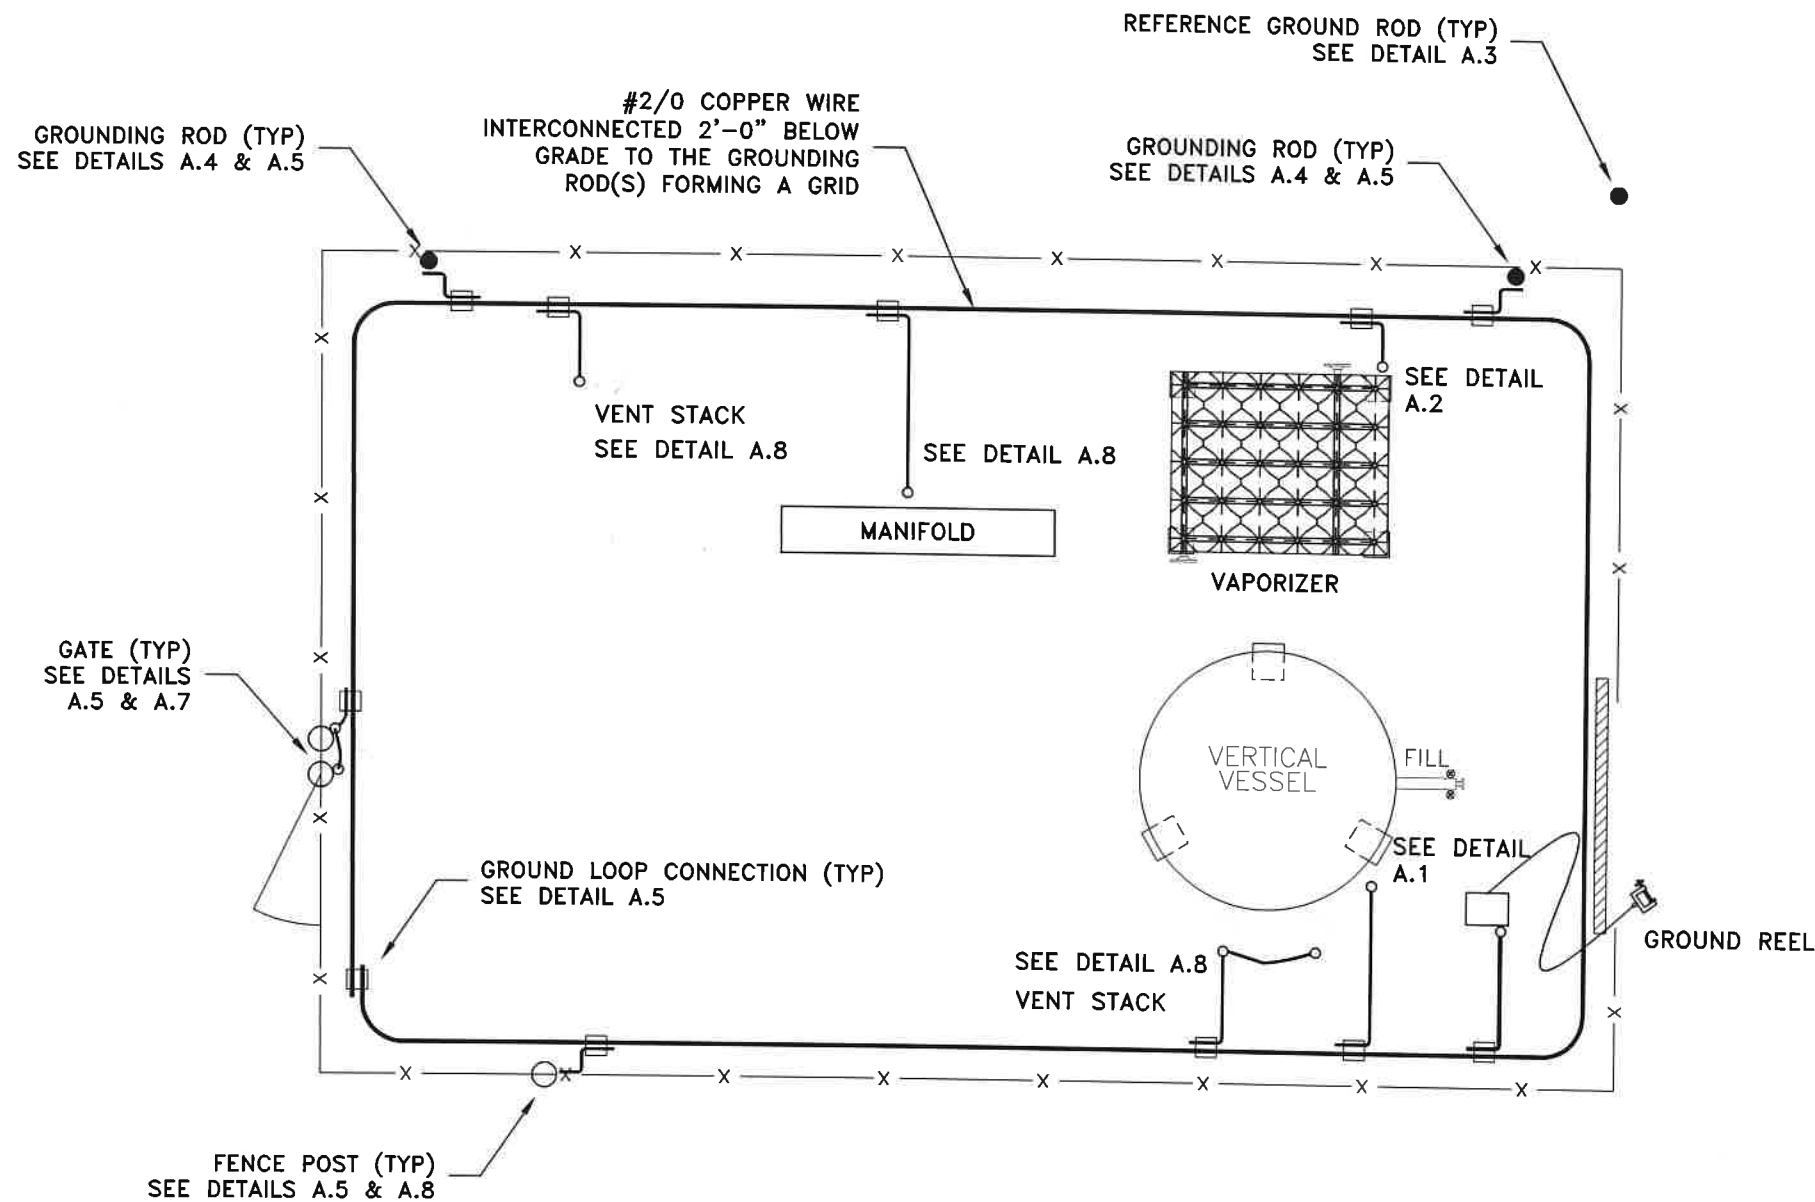 REFERENCE GROUND ROD (TYP)
SEE DETAIL A.3
#2/0 COPPER WIRE
INTERCONNECTED 2'-0" BELOW
GRADE TO THE GROUNDING
ROD(S) FORMING A GRID
GROUNDING ROD (TYP)
SEE DETAILS A.4 & A.5
GROUNDING ROD (TYP)
SEE DETAILS A.4 & A.5
SEE DETAIL
A.2
VENT STACK
SEE DETAIL A.8
SEE DETAIL A.8
MANIFOLD
VAPORIZER
GATE (TYP)
SEE DETAILS
A.5 & A.7
VERTICAL
VESSEL
FILL
SEE DETAIL
A.1
GROUND LOOP CONNECTION (TYP)
SEE DETAIL A.5
GROUND REEL
SEE DETAIL A.8
VENT STACK
FENCE POST (TYP)
SEE DETAILS A.5 & A.8